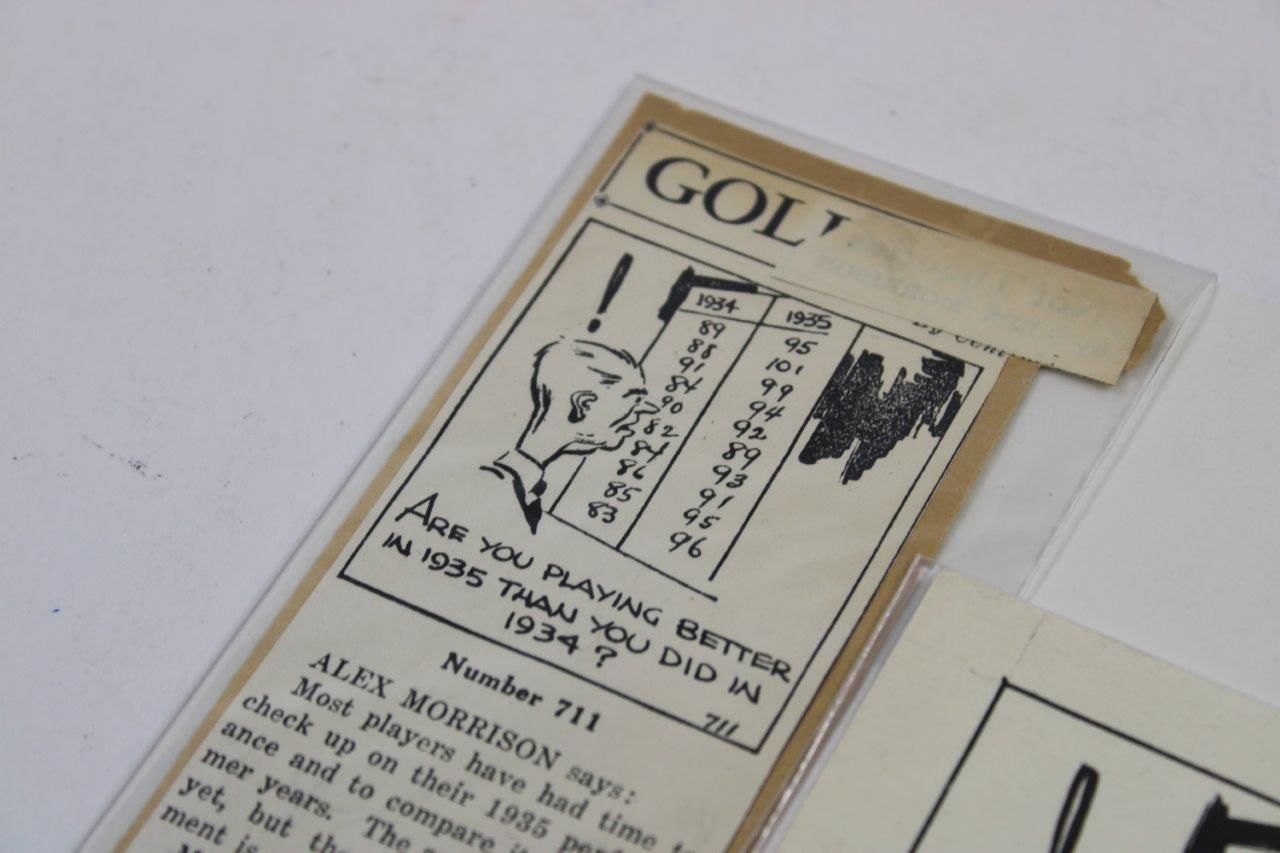 GOL
!
1934 1935
89 95
88 101
91 99
84 94
90 92
82 89
84 93
86 91
85 95
83 96
ARE YOU PLAYING BETTER
IN 1935 THAN YOU DID IN
1934?
711
Number 711
ALEX MORRISON says:
Most players have had time
check up on their 1935
ance and to compare
mer years. The
yet, but the
ment is